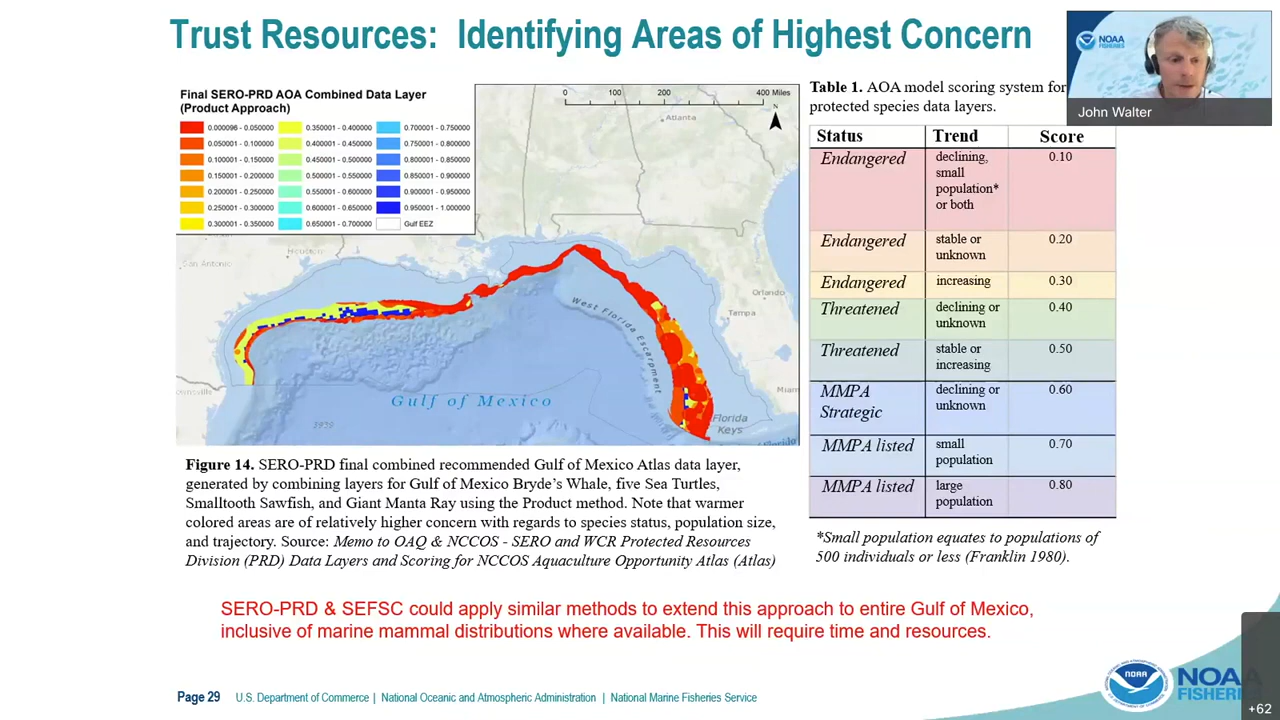 Trust Resources: Identifying Areas of Highest Concern
NOAA
FISHERIES
John Walter
Final SERO-PRD AOA Combined Data Layer
(Product Approach)
0.000096 - 0.050000
0.050001 - 0.100000
0.100001 - 0.150000
0.150001 - 0.200000
0.200001 - 0.250000
0.250001 - 0.300000
0.300001 - 0.350000
0.350001 - 0.400000
0.400001 - 0.450000
0.450001 - 0.500000
0.500001 - 0.550000
0.550001 - 0.600000
0.600001 - 0.650000
0.650001 - 0.700000
0.700001 - 0.750000
0.750001 - 0.800000
0.800001 - 0.850000
0.850001 - 0.900000
0.900001 - 0.950000
0.950001 - 1.000000
Gulf EEZ
0 100 200 400 Miles
N
Atlanta
San Antonio
Houston
Orlando
Tampa
Miami
West Florida Escarpment
Gulf of Mexico
Florida
Keys
Table 1. AOA model scoring system for
protected species data layers.
Status Trend Score
Endangered declining, 0.10
small
population*
or both
Endangered stable or 0.20
unknown
Endangered increasing 0.30
Threatened declining or 0.40
unknown
Threatened stable or 0.50
increasing
MMPA declining or 0.60
Strategic unknown
MMPA listed small 0.70
population
MMPA listed large 0.80
population
*Small population equates to populations of
500 individuals or less (Franklin 1980).
Figure 14. SERO-PRD final combined recommended Gulf of Mexico Atlas data layer,
generated by combining layers for Gulf of Mexico Bryde's Whale, five Sea Turtles,
Smalltooth Sawfish, and Giant Manta Ray using the Product method. Note that warmer
colored areas are of relatively higher concern with regards to species status, population size,
and trajectory. Source: Memo to OAQ & NCCOS - SERO and WCR Protected Resources
Division (PRD) Data Layers and Scoring for NCCOS Aquaculture Opportunity Atlas (Atlas)
SERO-PRD & SEFSC could apply similar methods to extend this approach to entire Gulf of Mexico,
inclusive of marine mammal distributions where available. This will require time and resources.
Page 29 U.S. Department of Commerce | National Oceanic and Atmospheric Administration | National Marine Fisheries Service
NOAA
NOAA
FISHERI
+62